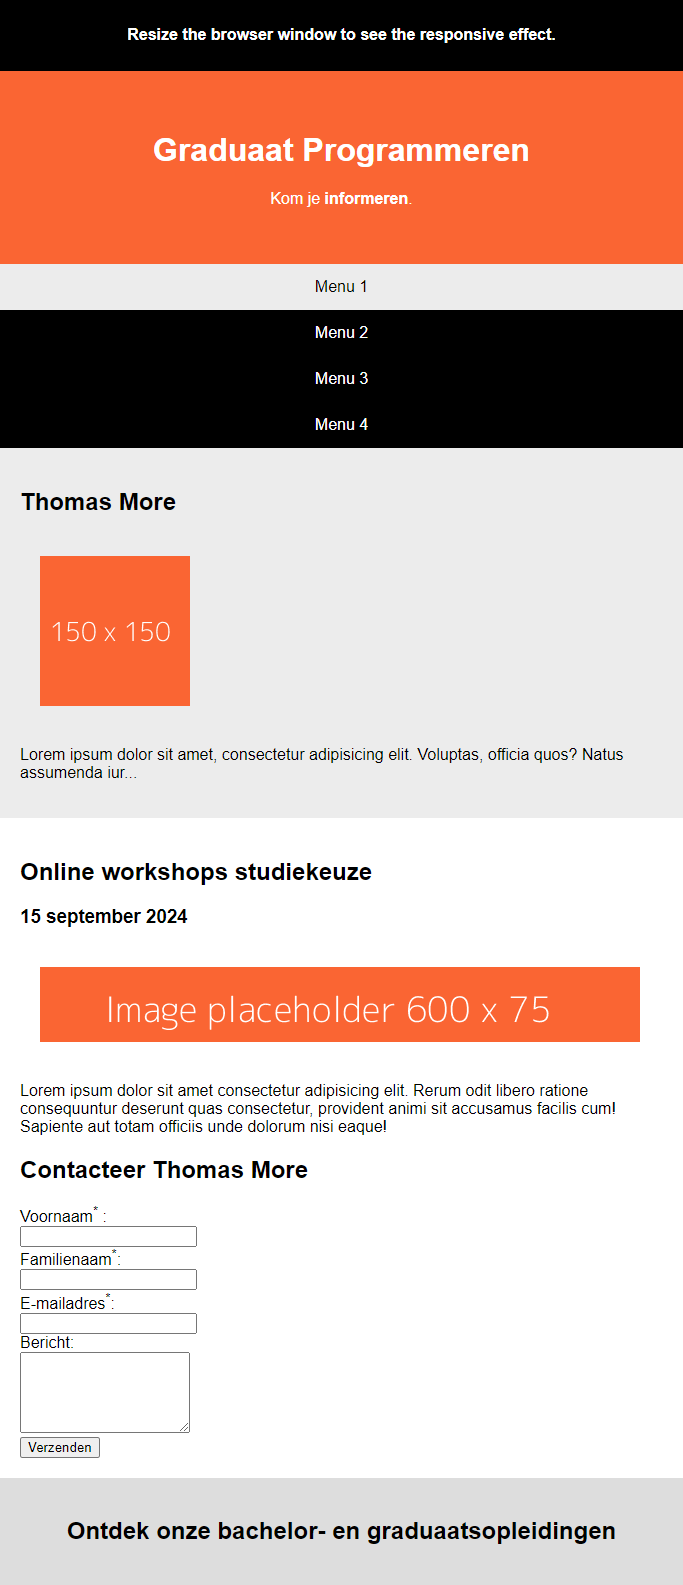 Resize the browser window to see the responsive effect.
Graduaat Programmeren
Kom je informeren.
Menu 1
Menu 2
Menu 3
Menu 4
Thomas More
150 x 150
Lorem ipsum dolor sit amet, consectetur adipisicing elit. Voluptas, officia quos? Natus
assumenda iur...
Online workshops studiekeuze
15 september 2024
Image placeholder 600 x 75
Lorem ipsum dolor sit amet consectetur adipisicing elit. Rerum odit libero ratione
consequuntur deserunt quas consectetur, provident animi sit accusamus facilis cum!
Sapiente aut totam officiis unde dolorum nisi eaque!
Contacteer Thomas More
Voornaam* :
Familienaam*:
E-mailadres*:
Bericht:
Verzenden
Ontdek onze bachelor- en graduaatsopleidingen